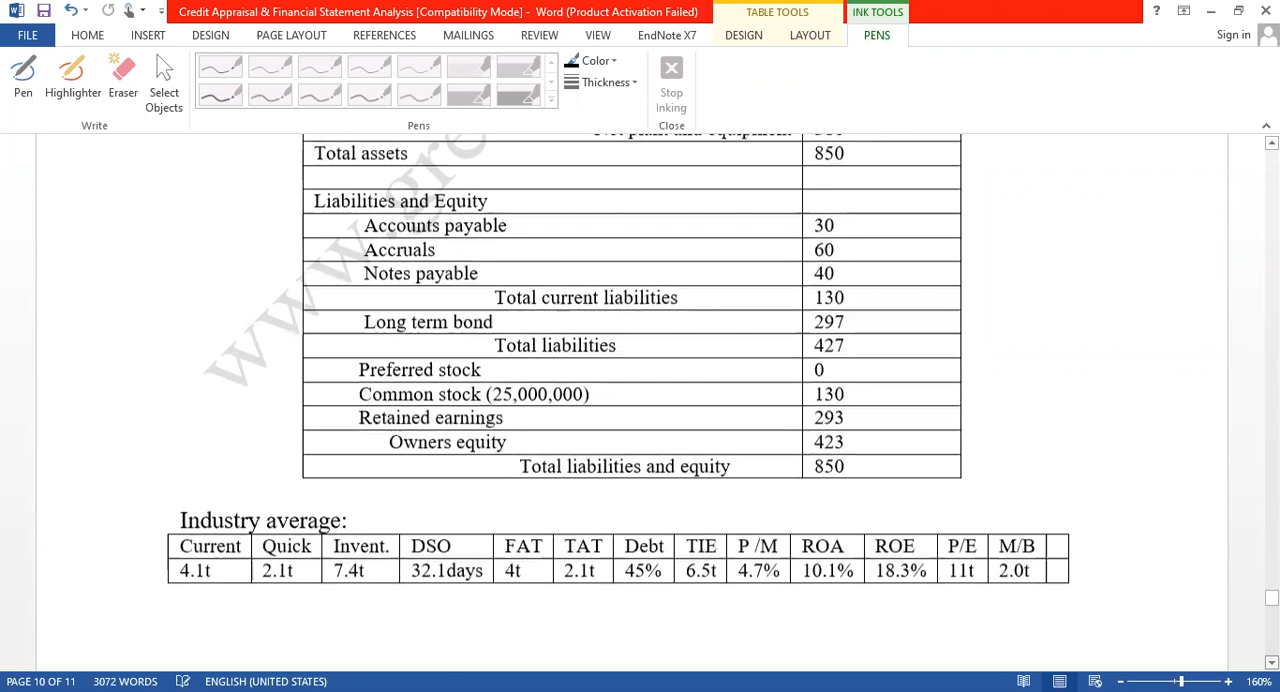 Credit Appraisal & Financial Statement Analysis [Compatibility Mode] - Word (Product Activation Failed)
TABLE TOOLS
INK TOOLS
FILE HOME INSERT DESIGN PAGE LAYOUT REFERENCES MAILINGS REVIEW VIEW EndNote X7 DESIGN LAYOUT PENS Sign in
Pen Highlighter Eraser Select Objects
Color
Thickness
Stop Inking
Write Pens Close
Net plant and equipment
Total assets 850
Liabilities and Equity
Accounts payable 30
Accruals 60
Notes payable 40
Total current liabilities 130
Long term bond 297
Total liabilities 427
Preferred stock 0
Common stock (25,000,000) 130
Retained earnings 293
Owners equity 423
Total liabilities and equity 850
www.gre
Industry average:
Current Quick Invent. DSO FAT TAT Debt TIE P /M ROA ROE P/E M/B
4.1t 2.1t 7.4t 32.1days 4t 2.1t 45% 6.5t 4.7% 10.1% 18.3% 11t 2.0t
PAGE 10 OF 11 3072 WORDS ENGLISH (UNITED STATES) 160%